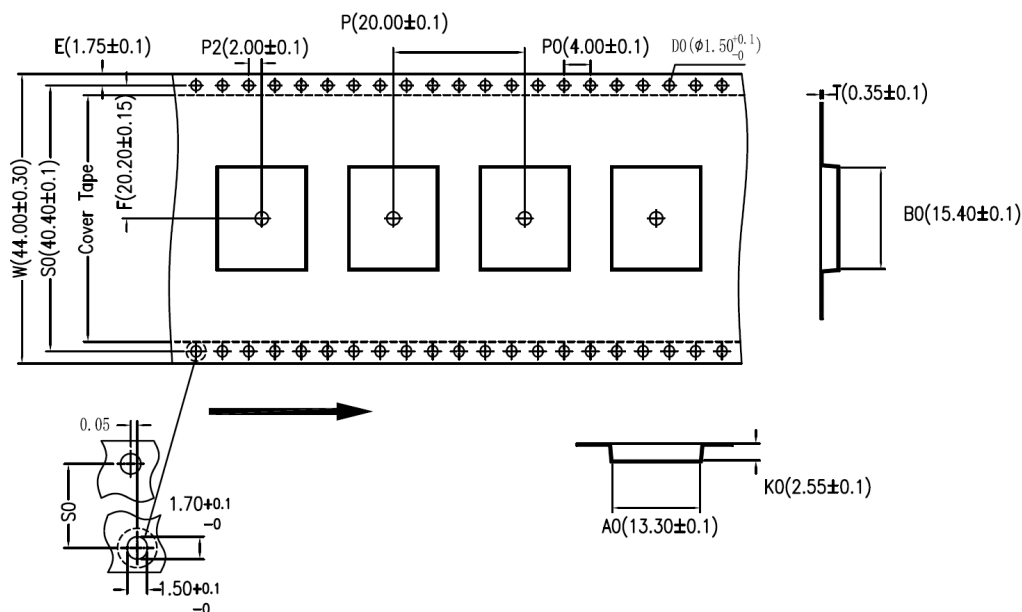 P(20.00±0.1)
E(1.75±0.1)
P2(2.00±0.1)
P0(4.00±0.1)
D0(φ1.50+0.1
-0)
T(0.35±0.1)
W(44.00±0.30)
S0(40.40±0.1)
Cover Tape
F(20.20±0.15)
B0(15.40±0.1)
0.05
S0
1.70+0.1
-0
1.50+0.1
-0
K0(2.55±0.1)
A0(13.30±0.1)